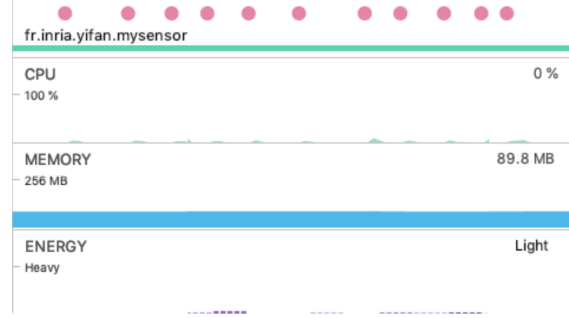 fr.inria.yifan.mysensor
CPU 0 %
100 %
MEMORY 89.8 MB
256 MB
ENERGY Light
Heavy